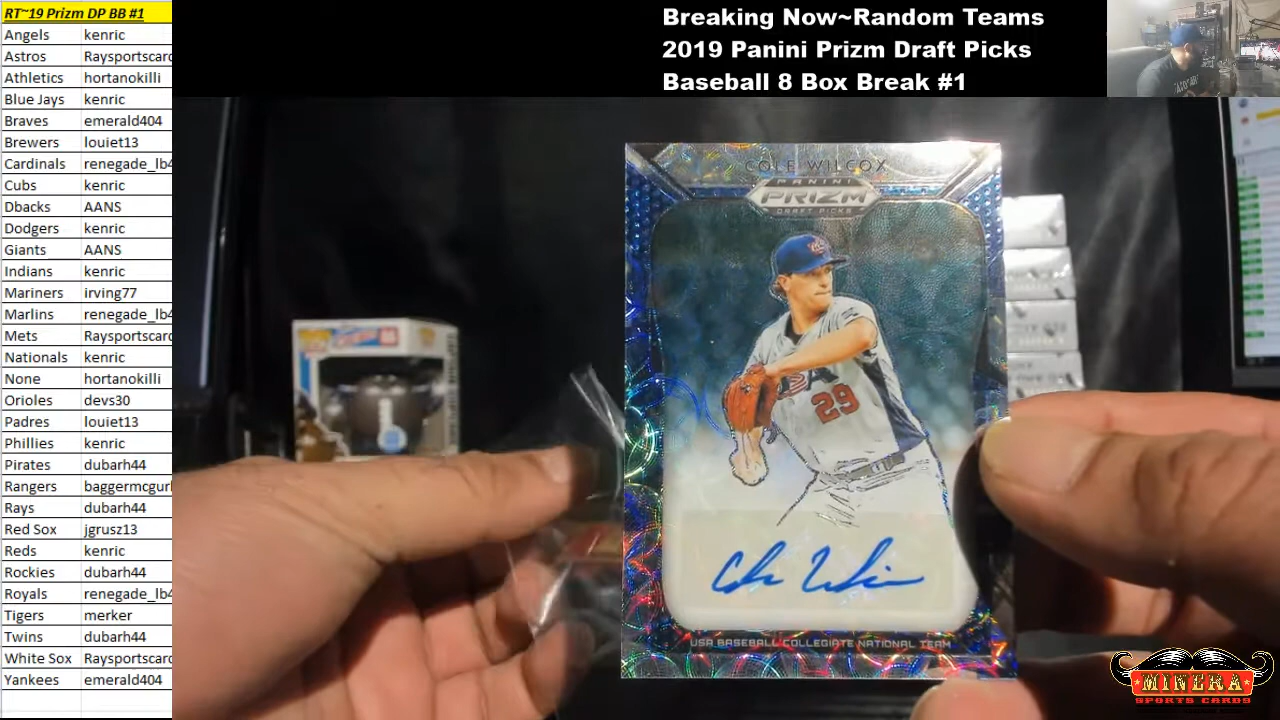 RT~19 Prizm DP BB #1
Angels kenric
Astros Raysportscard
Athletics hortanokilli
Blue Jays kenric
Braves emerald404
Brewers louiet13
Cardinals renegade_lb4
Cubs kenric
Dbacks AANS
Dodgers kenric
Giants AANS
Indians kenric
Mariners irving77
Marlins renegade_lb4
Mets Raysportscard
Nationals kenric
None hortanokilli
Orioles devs30
Padres louiet13
Phillies kenric
Pirates dubarh44
Rangers baggermcgurl
Rays dubarh44
Red Sox jgrusz13
Reds kenric
Rockies dubarh44
Royals renegade_lb4
Tigers merker
Twins dubarh44
White Sox Raysportscard
Yankees emerald404
Breaking Now~Random Teams
2019 Panini Prizm Draft Picks
Baseball 8 Box Break #1
COLE WILCOX
PANINI
PRIZM
DRAFT PICKS
USA
29
USA BASEBALL COLLEGIATE NATIONAL TEAM
MINERA
SPORTS CARDS